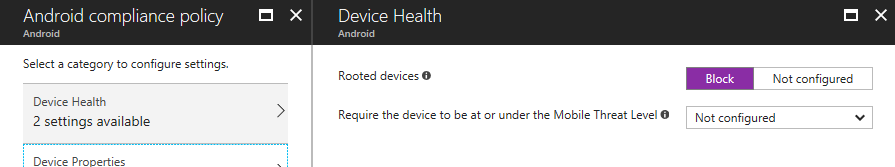 Android compliance policy
Android
Select a category to configure settings.
Device Health
2 settings available
Device Properties
Device Health
Android
Rooted devices
Block
Not configured
Require the device to be at or under the Mobile Threat Level
Not configured